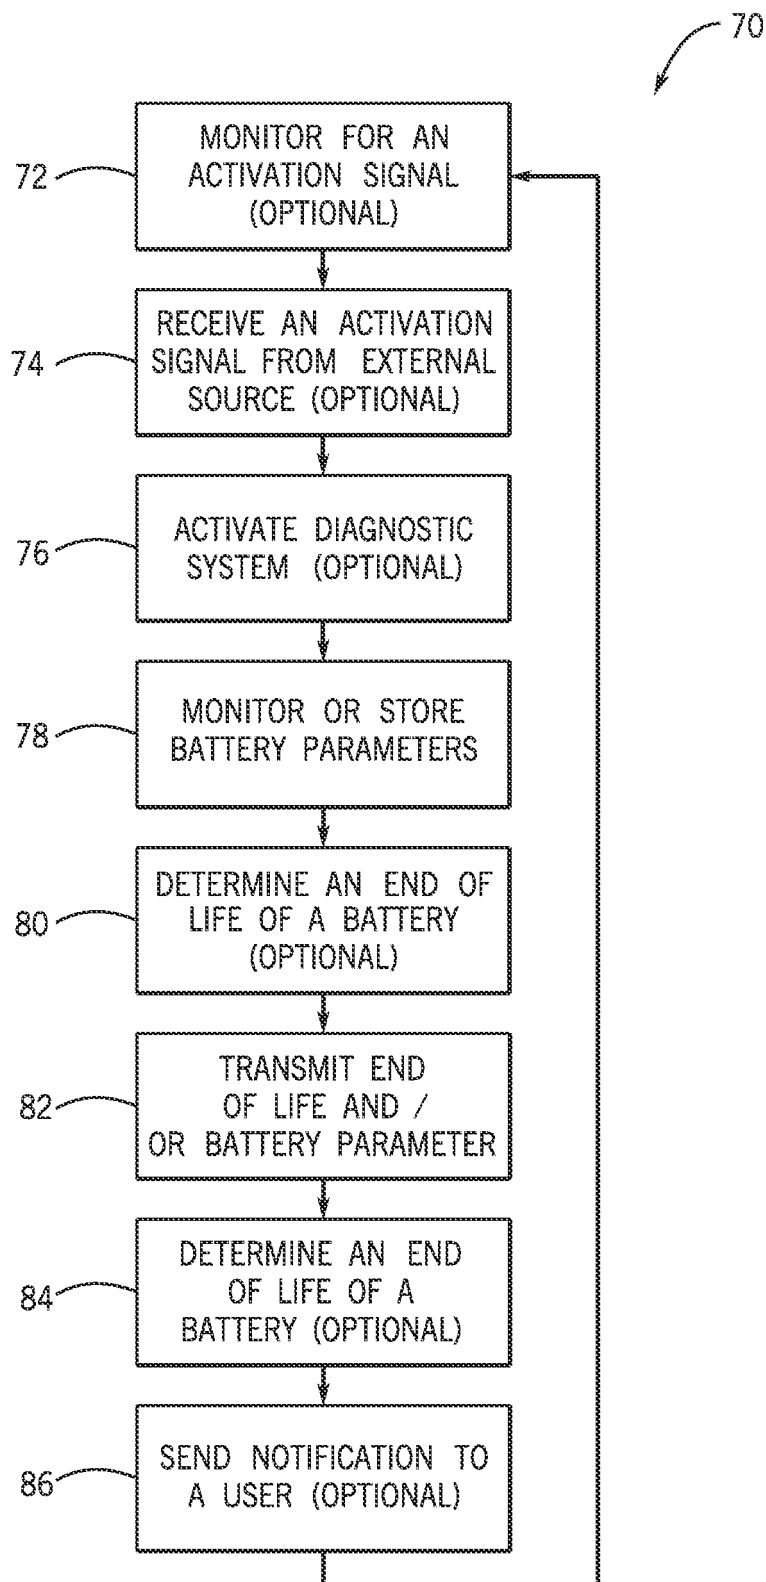 70
72
MONITOR FOR AN
ACTIVATION SIGNAL
(OPTIONAL)
74
RECEIVE AN ACTIVATION
SIGNAL FROM EXTERNAL
SOURCE (OPTIONAL)
76
ACTIVATE DIAGNOSTIC
SYSTEM (OPTIONAL)
78
MONITOR OR STORE
BATTERY PARAMETERS
80
DETERMINE AN END OF
LIFE OF A BATTERY
(OPTIONAL)
82
TRANSMIT END
OF LIFE AND /
OR BATTERY PARAMETER
84
DETERMINE AN END
OF LIFE OF A
BATTERY (OPTIONAL)
86
SEND NOTIFICATION TO
A USER (OPTIONAL)